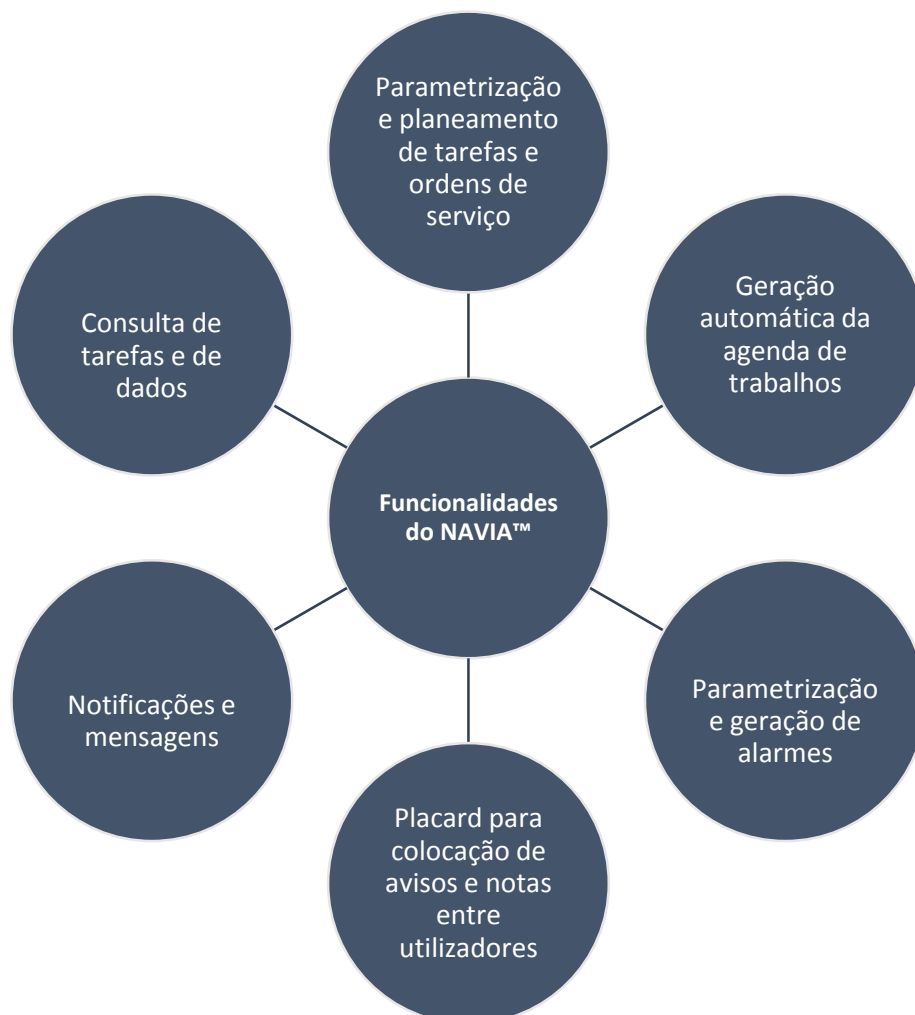 Parametrização
e planeamento
de tarefas e
ordens de
serviço
Geração
automática da
agenda de
trabalhos
Consulta de
tarefas e de
dados
Funcionalidades
do NAVIA™
Parametrização
e geração de
alarmes
Notificações e
mensagens
Placard para
colocação de
avisos e notas
entre
utilizadores